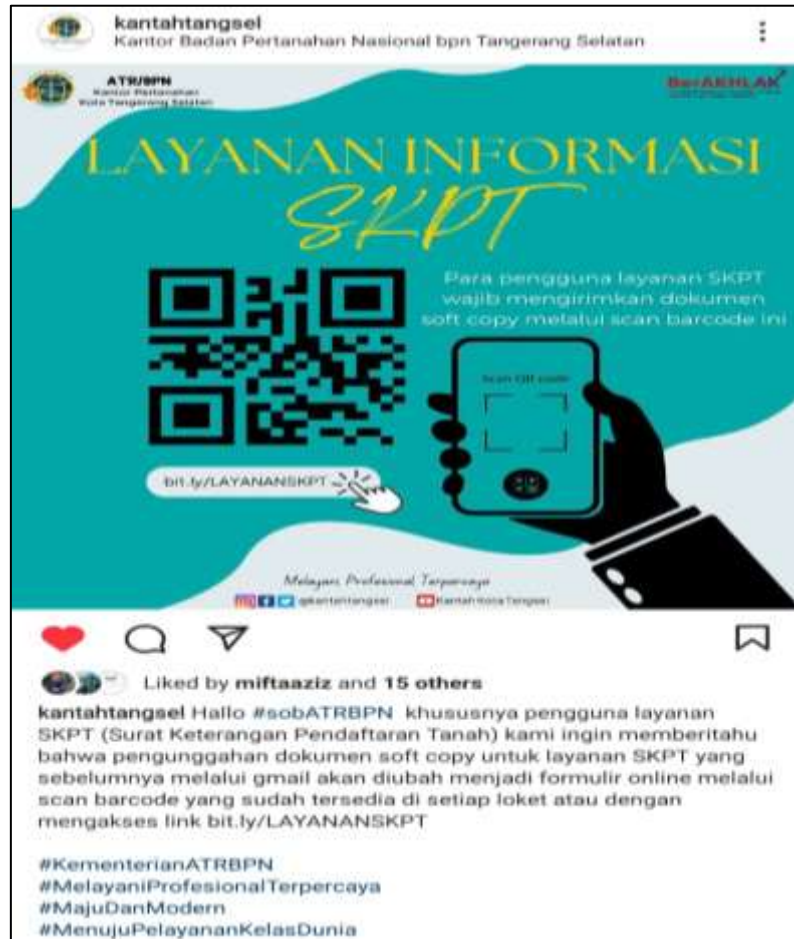 kantahtangsel
Kantor Badan Pertanahan Nasional bpn Tangerang Selatan
ATR/BPN
Kantor Pertanahan
Kota Tangerang Selatan
BerAKHLAK
LAYANAN INFORMASI
SKPT
Para pengguna layanan SKPT
wajib mengirimkan dokumen
soft copy melalui scan barcode ini
Scan QR code
bit.ly/LAYANANSKPT
Melayani Profesional Terpercaya
@kantahtangsel Kantah Kota Tangsel
Liked by miftaaziz and 15 others
kantahtangsel Hallo #sobATRBPN khususnya pengguna layanan
SKPT (Surat Keterangan Pendaftaran Tanah) kami ingin memberitahu
bahwa pengunggahan dokumen soft copy untuk layanan SKPT yang
sebelumnya melalui gmail akan diubah menjadi formulir online melalui
scan barcode yang sudah tersedia di setiap loket atau dengan
mengakses link bit.ly/LAYANANSKPT
#KementerianATRBPN
#MelayaniProfesionalTerpercaya
#MajuDanModern
#MenujuPelayananKelasDunia